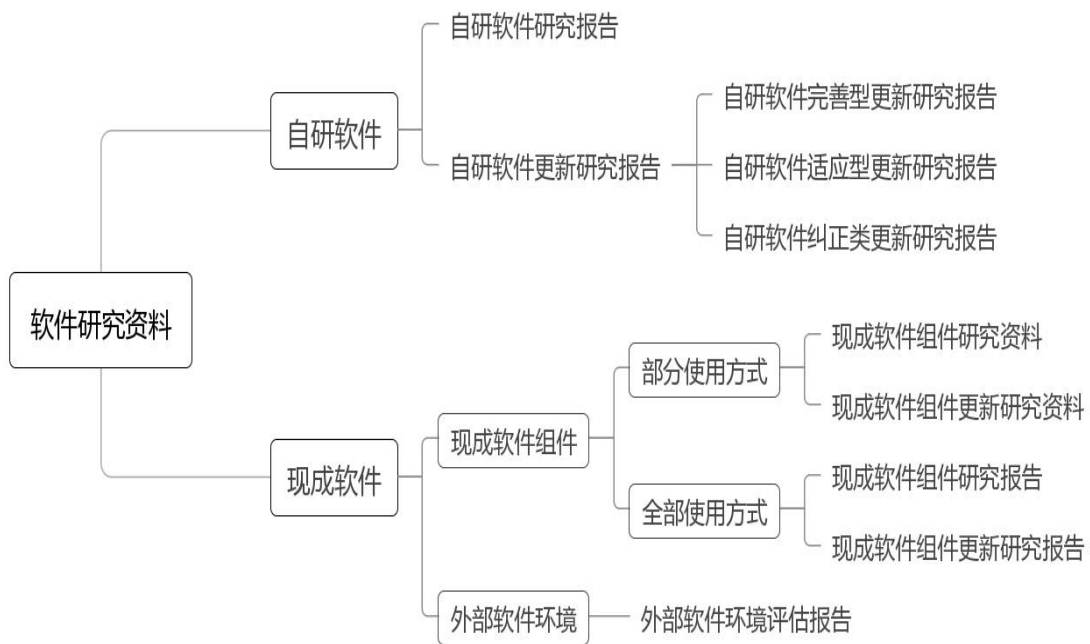 软件研究资料
自研软件
自研软件研究报告
自研软件更新研究报告
自研软件完善型更新研究报告
自研软件适应型更新研究报告
自研软件纠正类更新研究报告
现成软件
现成软件组件
部分使用方式
现成软件组件研究资料
现成软件组件更新研究资料
全部使用方式
现成软件组件研究报告
现成软件组件更新研究报告
外部软件环境
外部软件环境评估报告